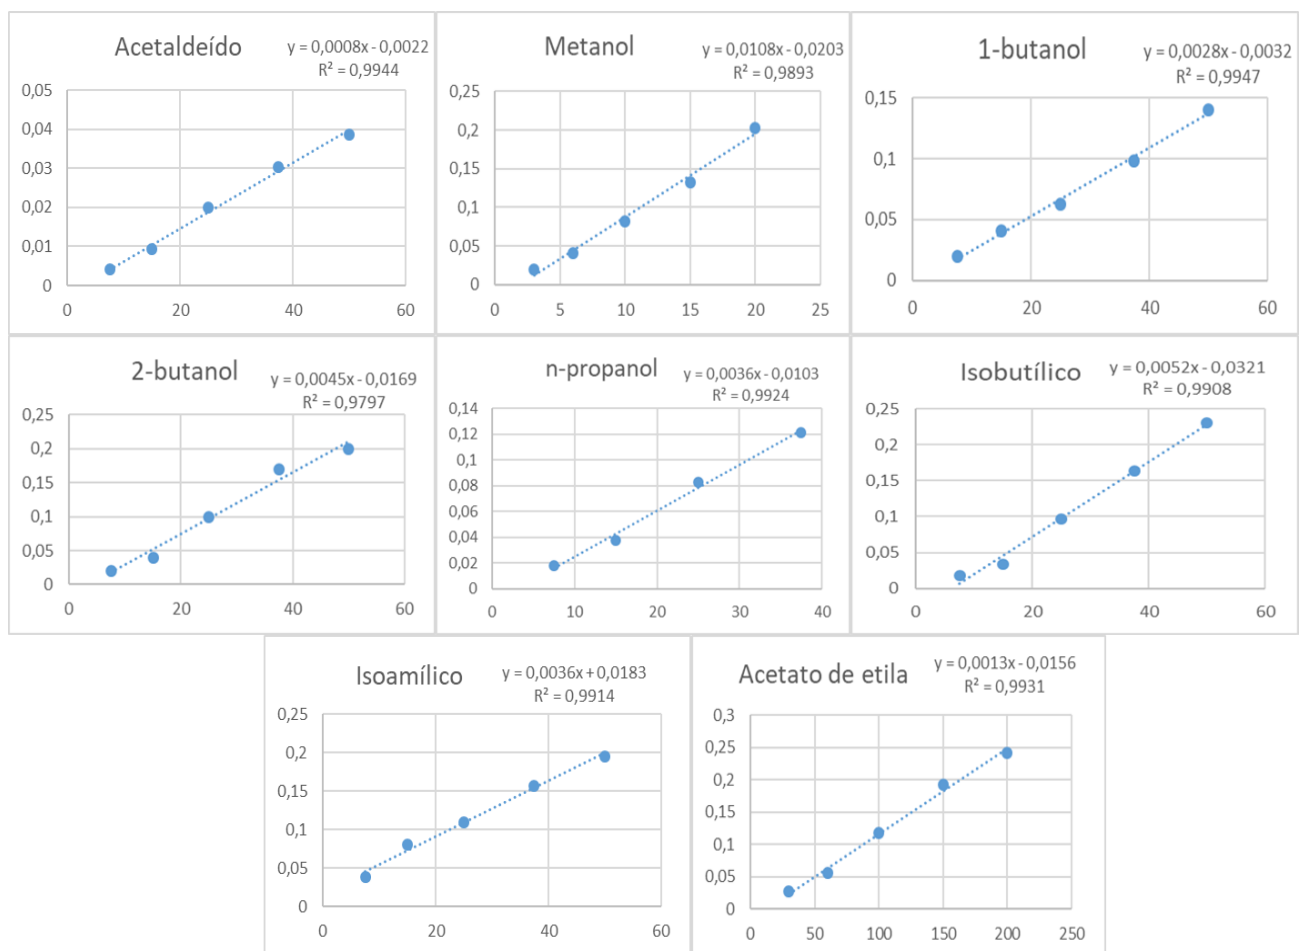 Acetaldeído
y = 0,0008x - 0,0022
R² = 0,9944
0,05
0,04
0,03
0,02
0,01
0
0 20 40 60
Metanol
y = 0,0108x - 0,0203
R² = 0,9893
0,25
0,2
0,15
0,1
0,05
0
0 5 10 15 20 25
1-butanol
y = 0,0028x - 0,0032
R² = 0,9947
0,15
0,1
0,05
0
0 20 40 60
2-butanol
y = 0,0045x - 0,0169
R² = 0,9797
0,25
0,2
0,15
0,1
0,05
0
0 20 40 60
n-propanol
y = 0,0036x - 0,0103
R² = 0,9924
0,14
0,12
0,1
0,08
0,06
0,04
0,02
0
0 10 20 30 40
Isobutílico
y = 0,0052x - 0,0321
R² = 0,9908
0,25
0,2
0,15
0,1
0,05
0
0 20 40 60
Isoamílico
y = 0,0036x + 0,0183
R² = 0,9914
0,25
0,2
0,15
0,1
0,05
0
0 20 40 60
Acetato de etila
y = 0,0013x - 0,0156
R² = 0,9931
0,3
0,25
0,2
0,15
0,1
0,05
0
0 50 100 150 200 250